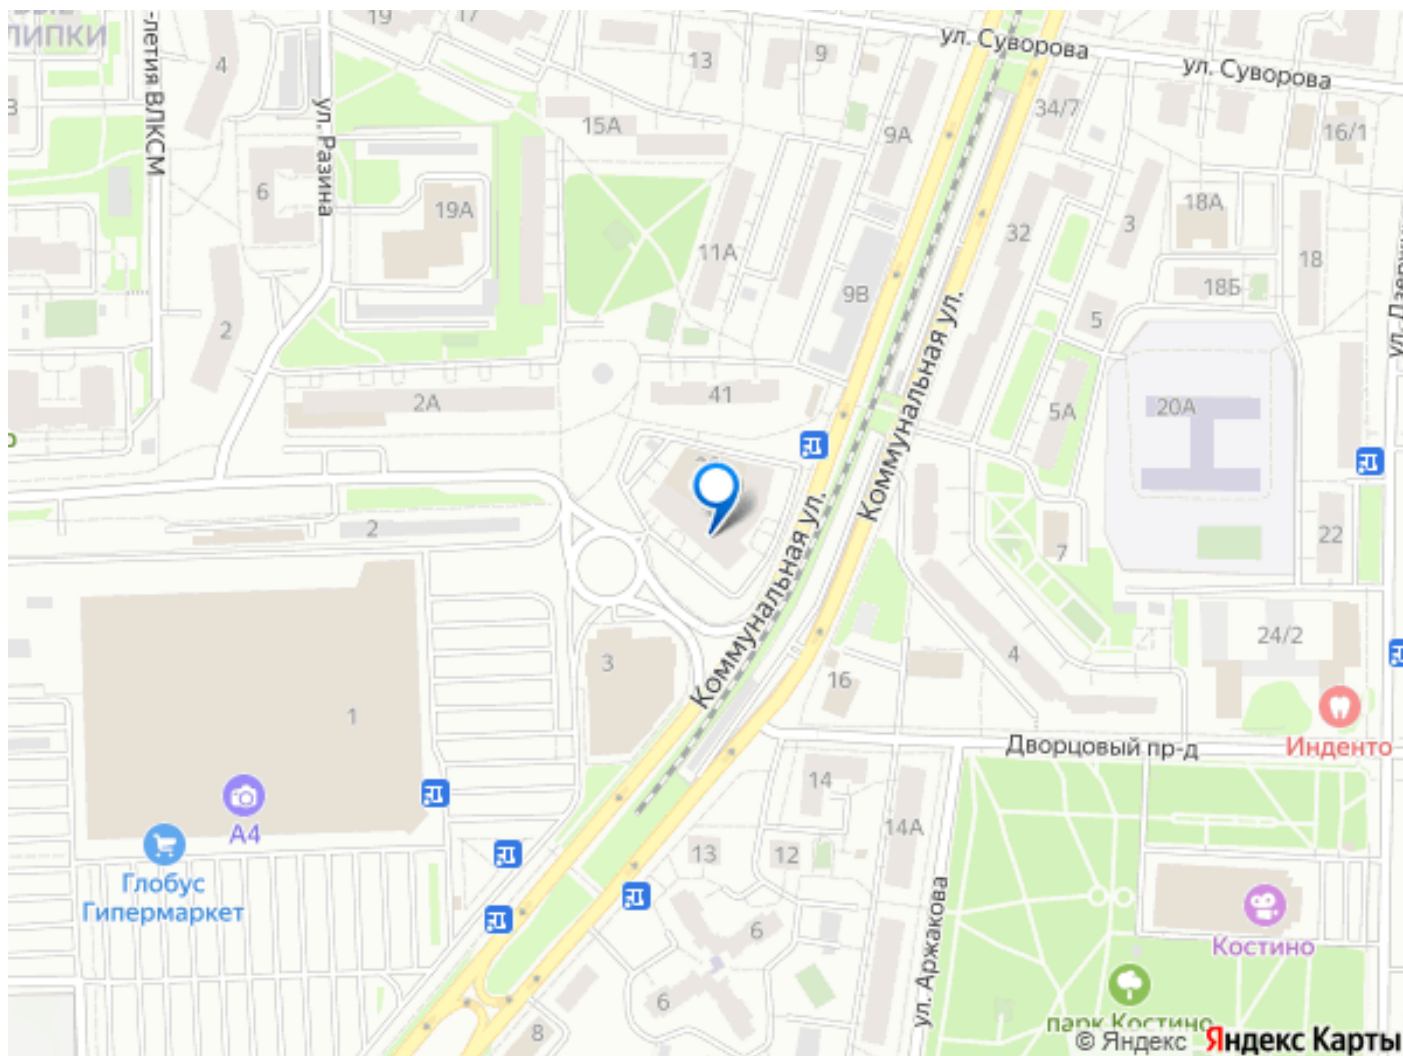 ЛИПКИ
-летия ВЛКСМ
ул. Разина
ул. Суворова
ул. Суворова
19
17
13
9
4
15А
9А
34/7
16/1
6
19А
11А
32
3
18А
18
18Б
9В
5
2
2А
41
5А
20А
Коммунальная ул.
Коммунальная ул.
2
7
22
3
4
24/2
16
1
Дворцовый пр-д
Инденто
А4
14
14А
13
12
Глобус
Гипермаркет
ул. Аржакова
6
6
8
Костино
парк Костино
© Яндекс
Яндекс Карты